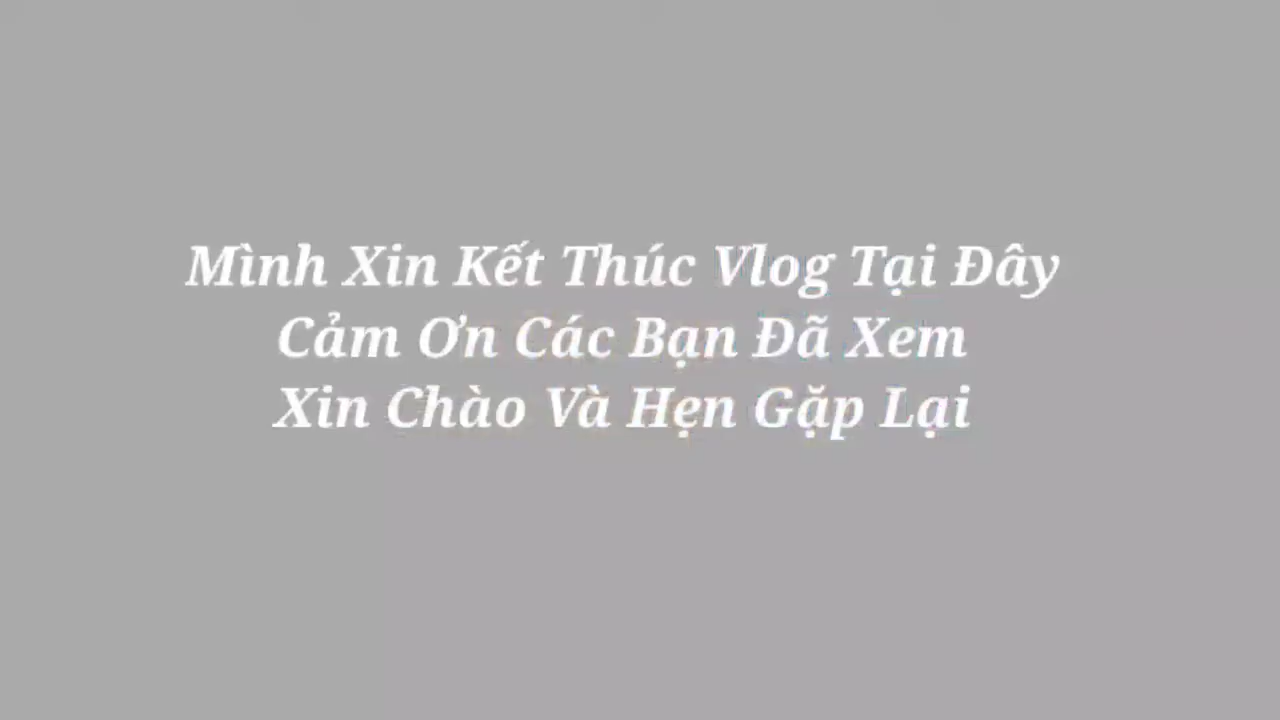 Mình Xin Kết Thúc Vlog Tại Đây
Cảm Ơn Các Bạn Đã Xem
Xin Chào Và Hẹn Gặp Lại